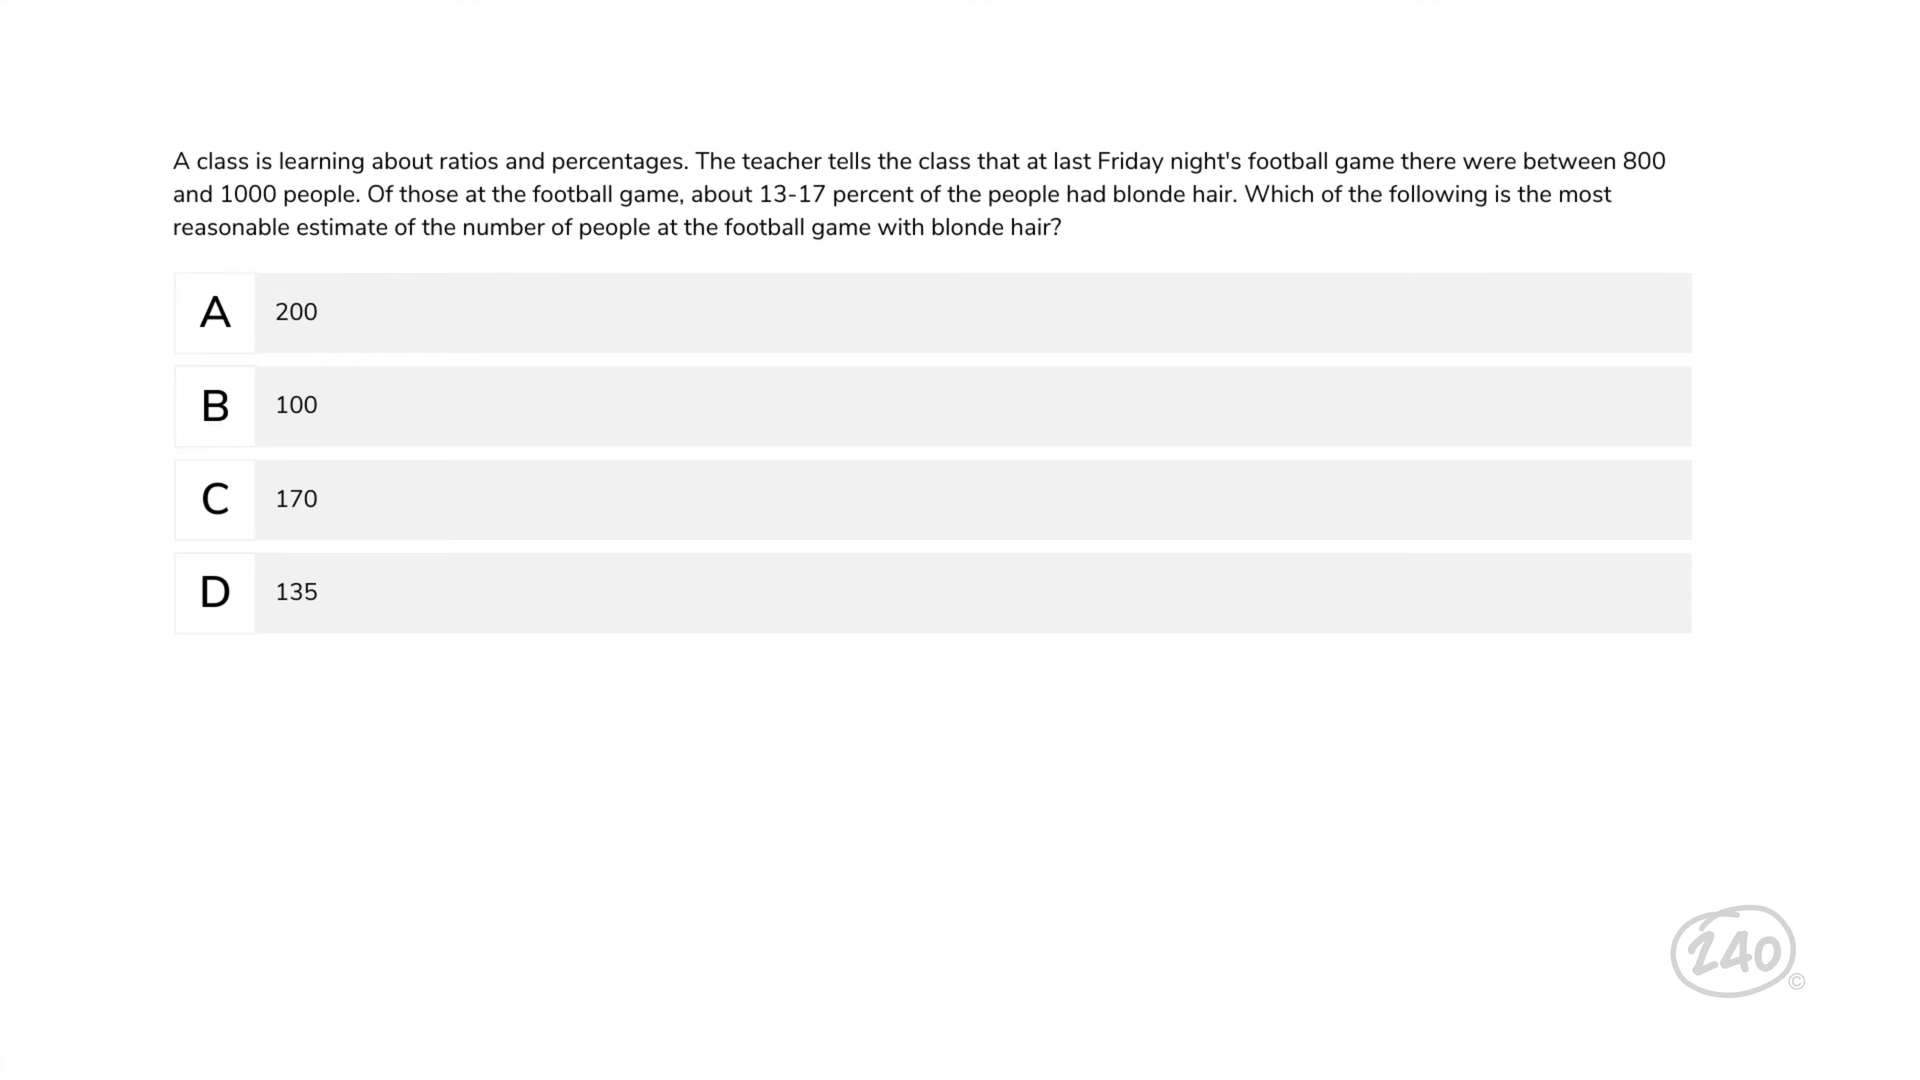 A class is learning about ratios and percentages. The teacher tells the class that at last Friday night's football game there were between 800
and 1000 people. Of those at the football game, about 13-17 percent of the people had blonde hair. Which of the following is the most
reasonable estimate of the number of people at the football game with blonde hair?
A 200
B 100
C 170
D 135
240
©